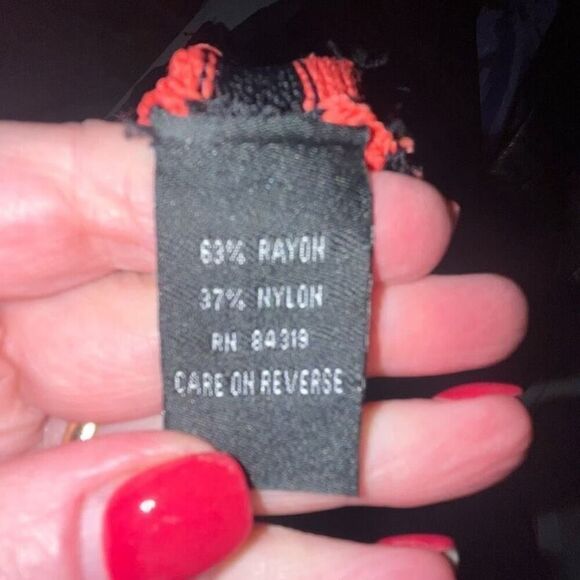 63% RAYON
37% NYLON
RN 84319
CARE ON REVERSE